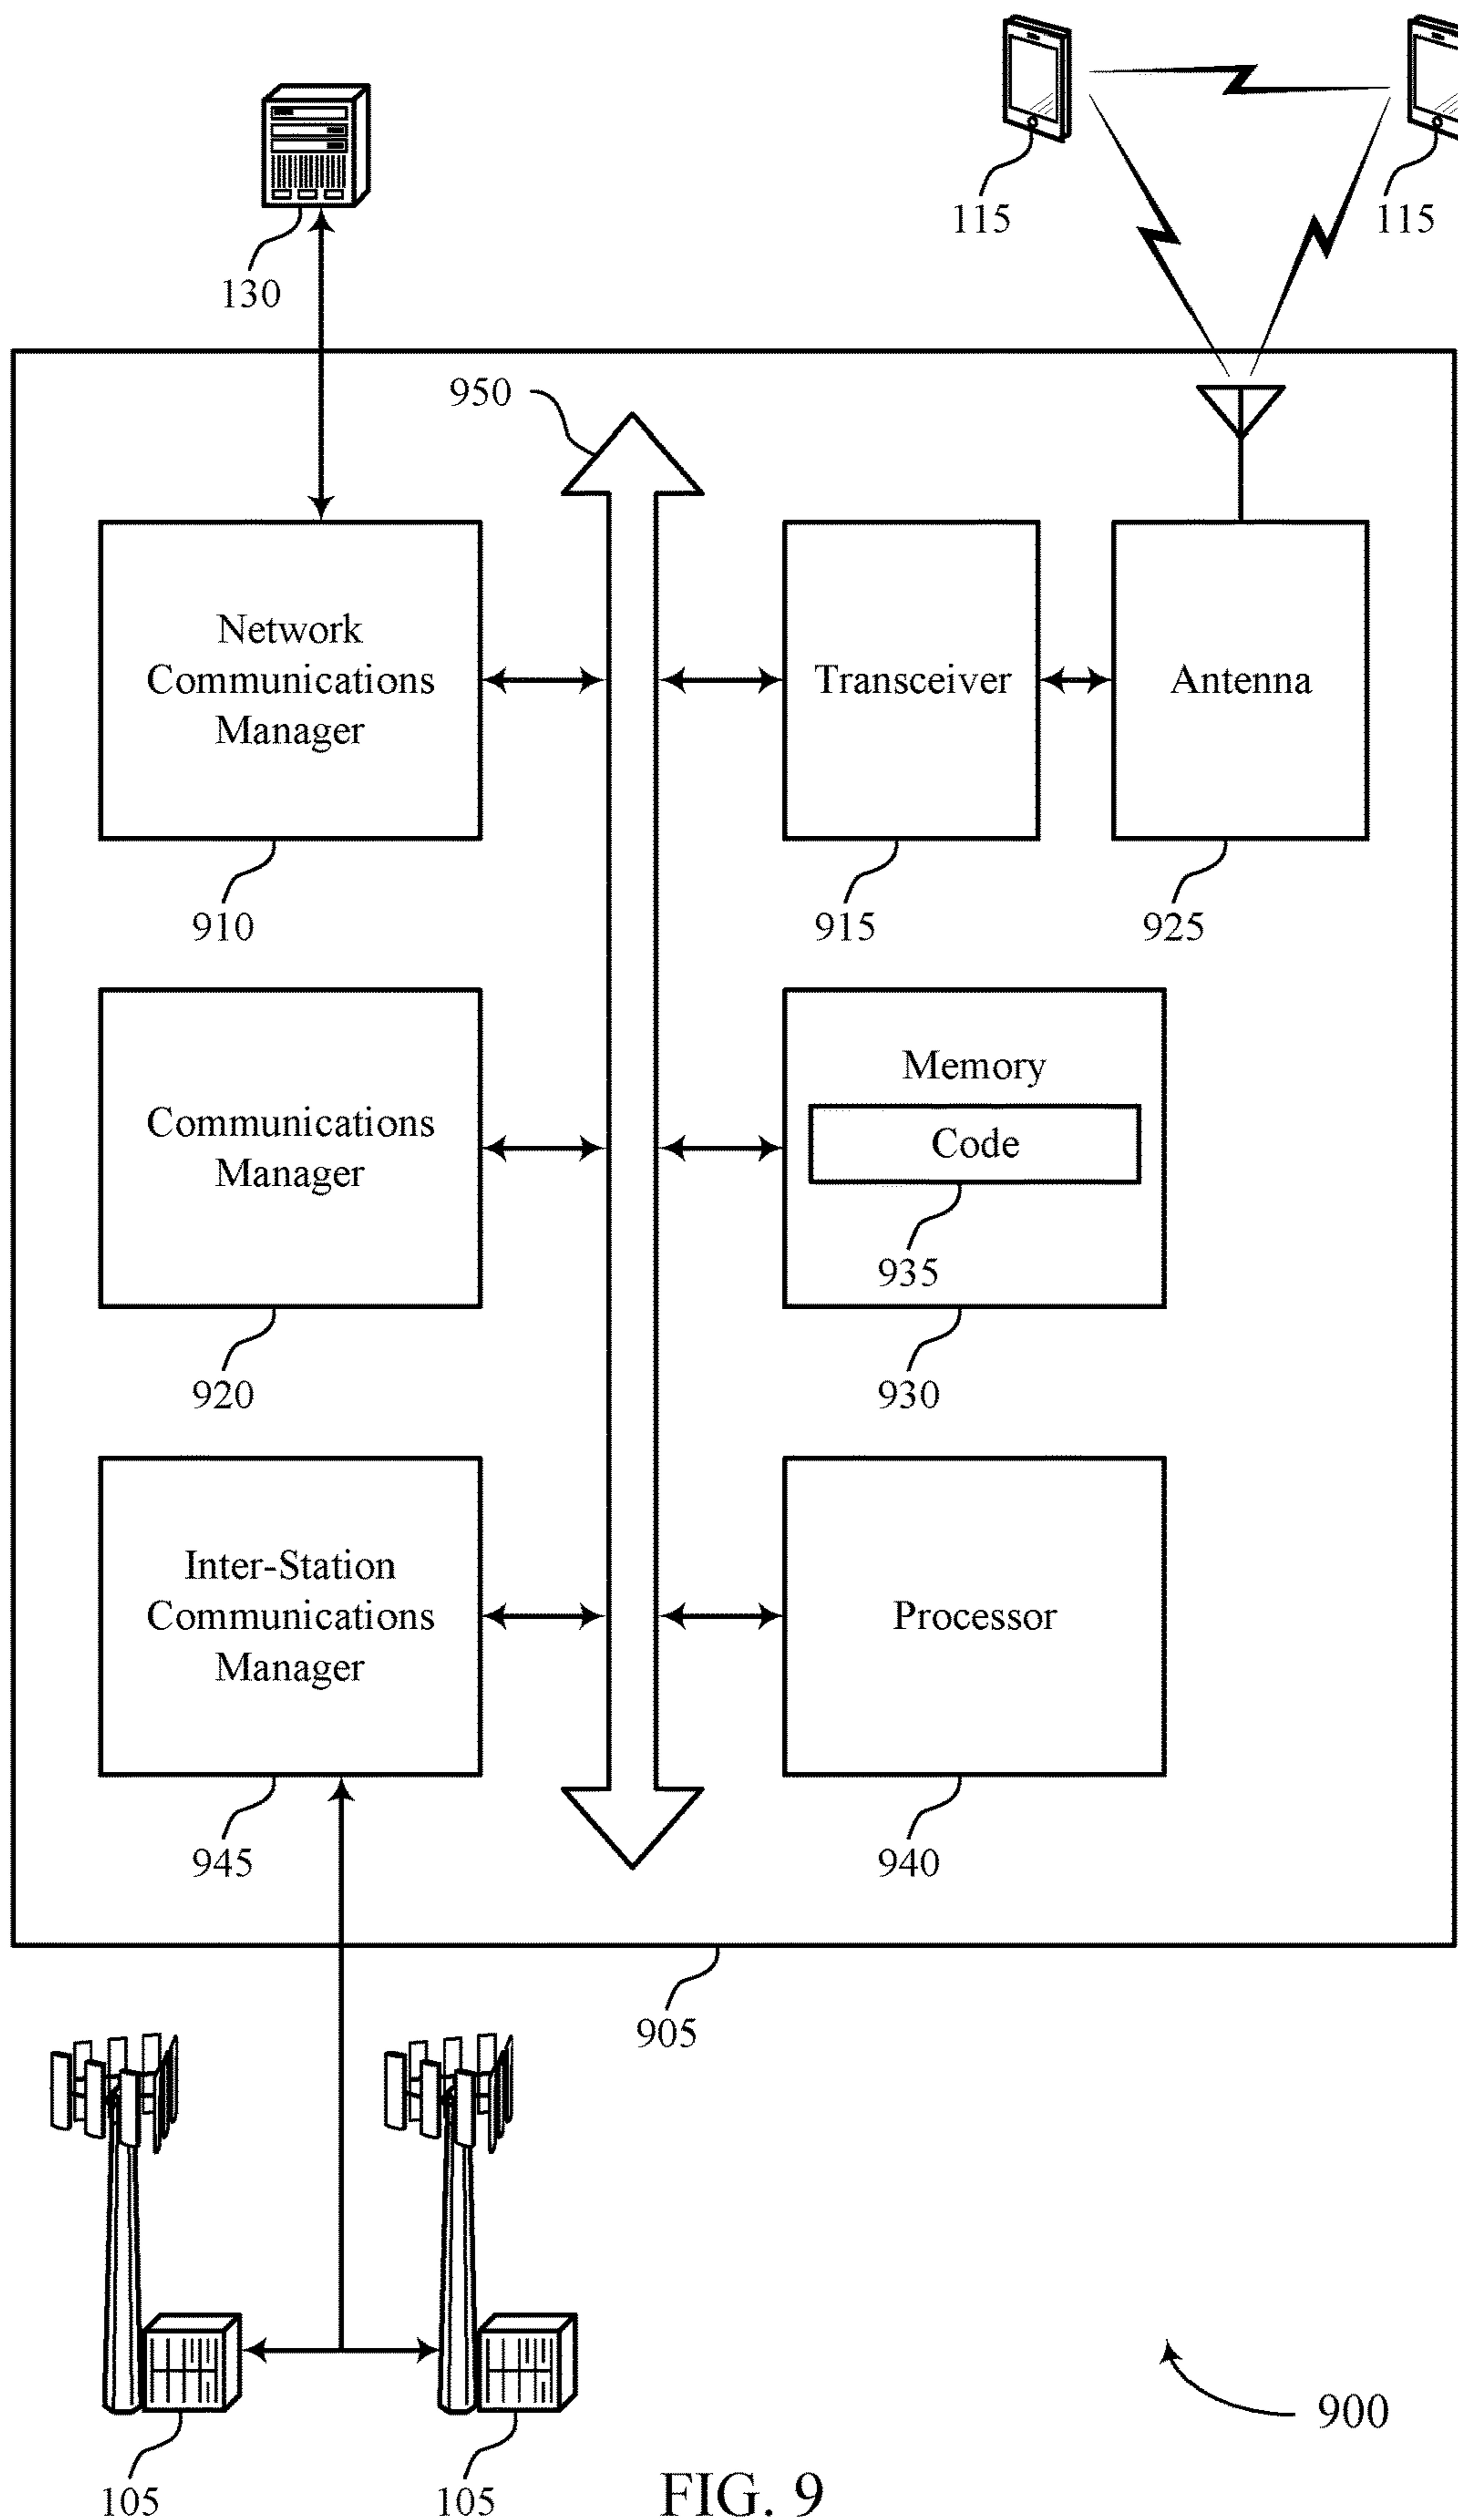 115
115
130
950
Network
Communications
Manager
Transceiver
Antenna
910
915
925
Communications
Manager
Memory
Code
935
920
930
Inter-Station
Communications
Manager
Processor
945
940
905
900
105
105
FIG. 9